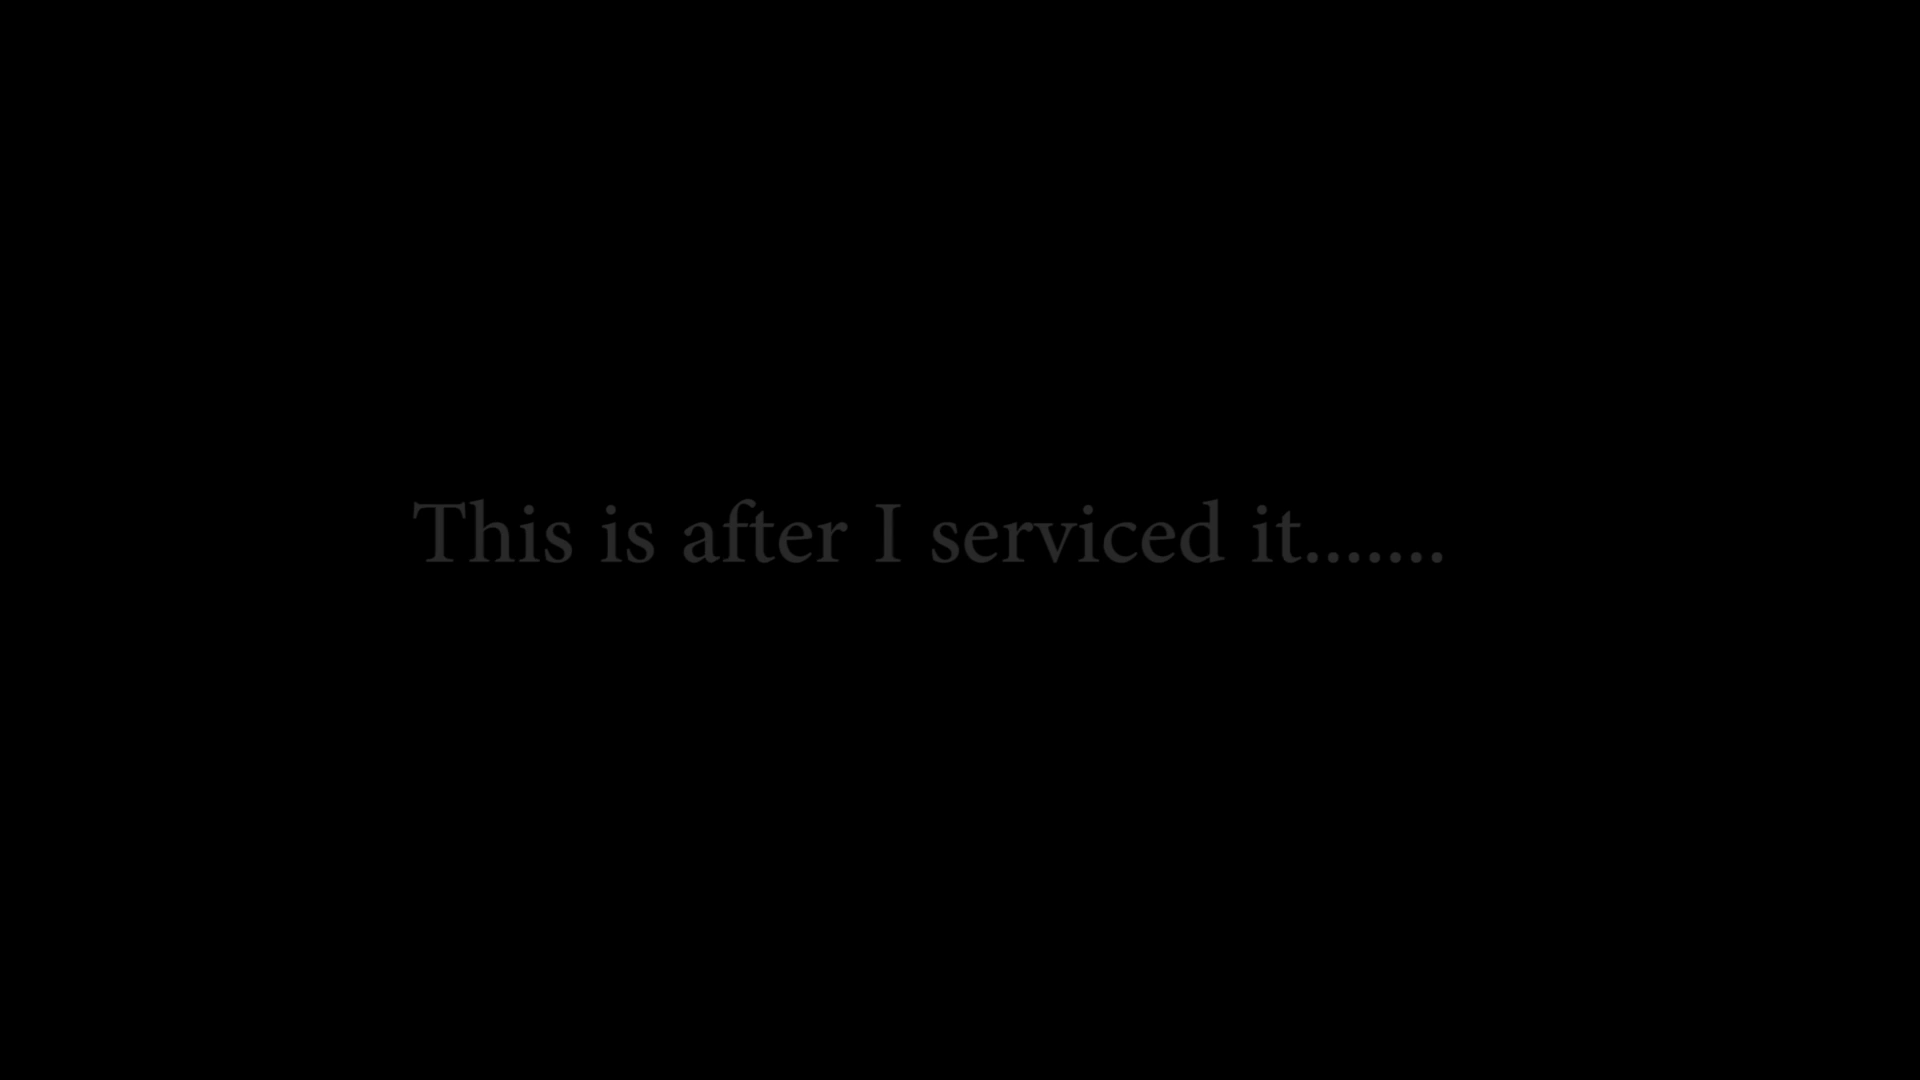 This is after I serviced it.......